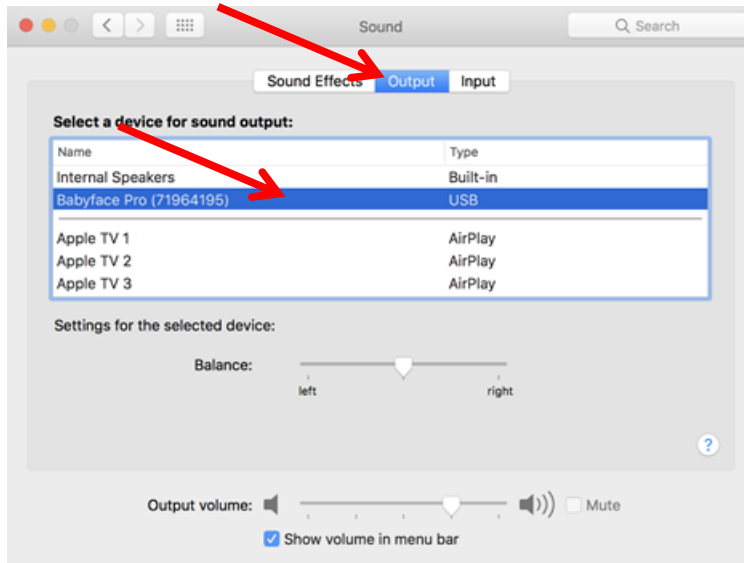 Sound
Search
Sound Effects Output Input
Select a device for sound output:
Name Type
Internal Speakers Built-in
Babyface Pro (71964195) USB
Apple TV 1 AirPlay
Apple TV 2 AirPlay
Apple TV 3 AirPlay
Settings for the selected device:
Balance:
left right
?
Output volume: Mute
Show volume in menu bar